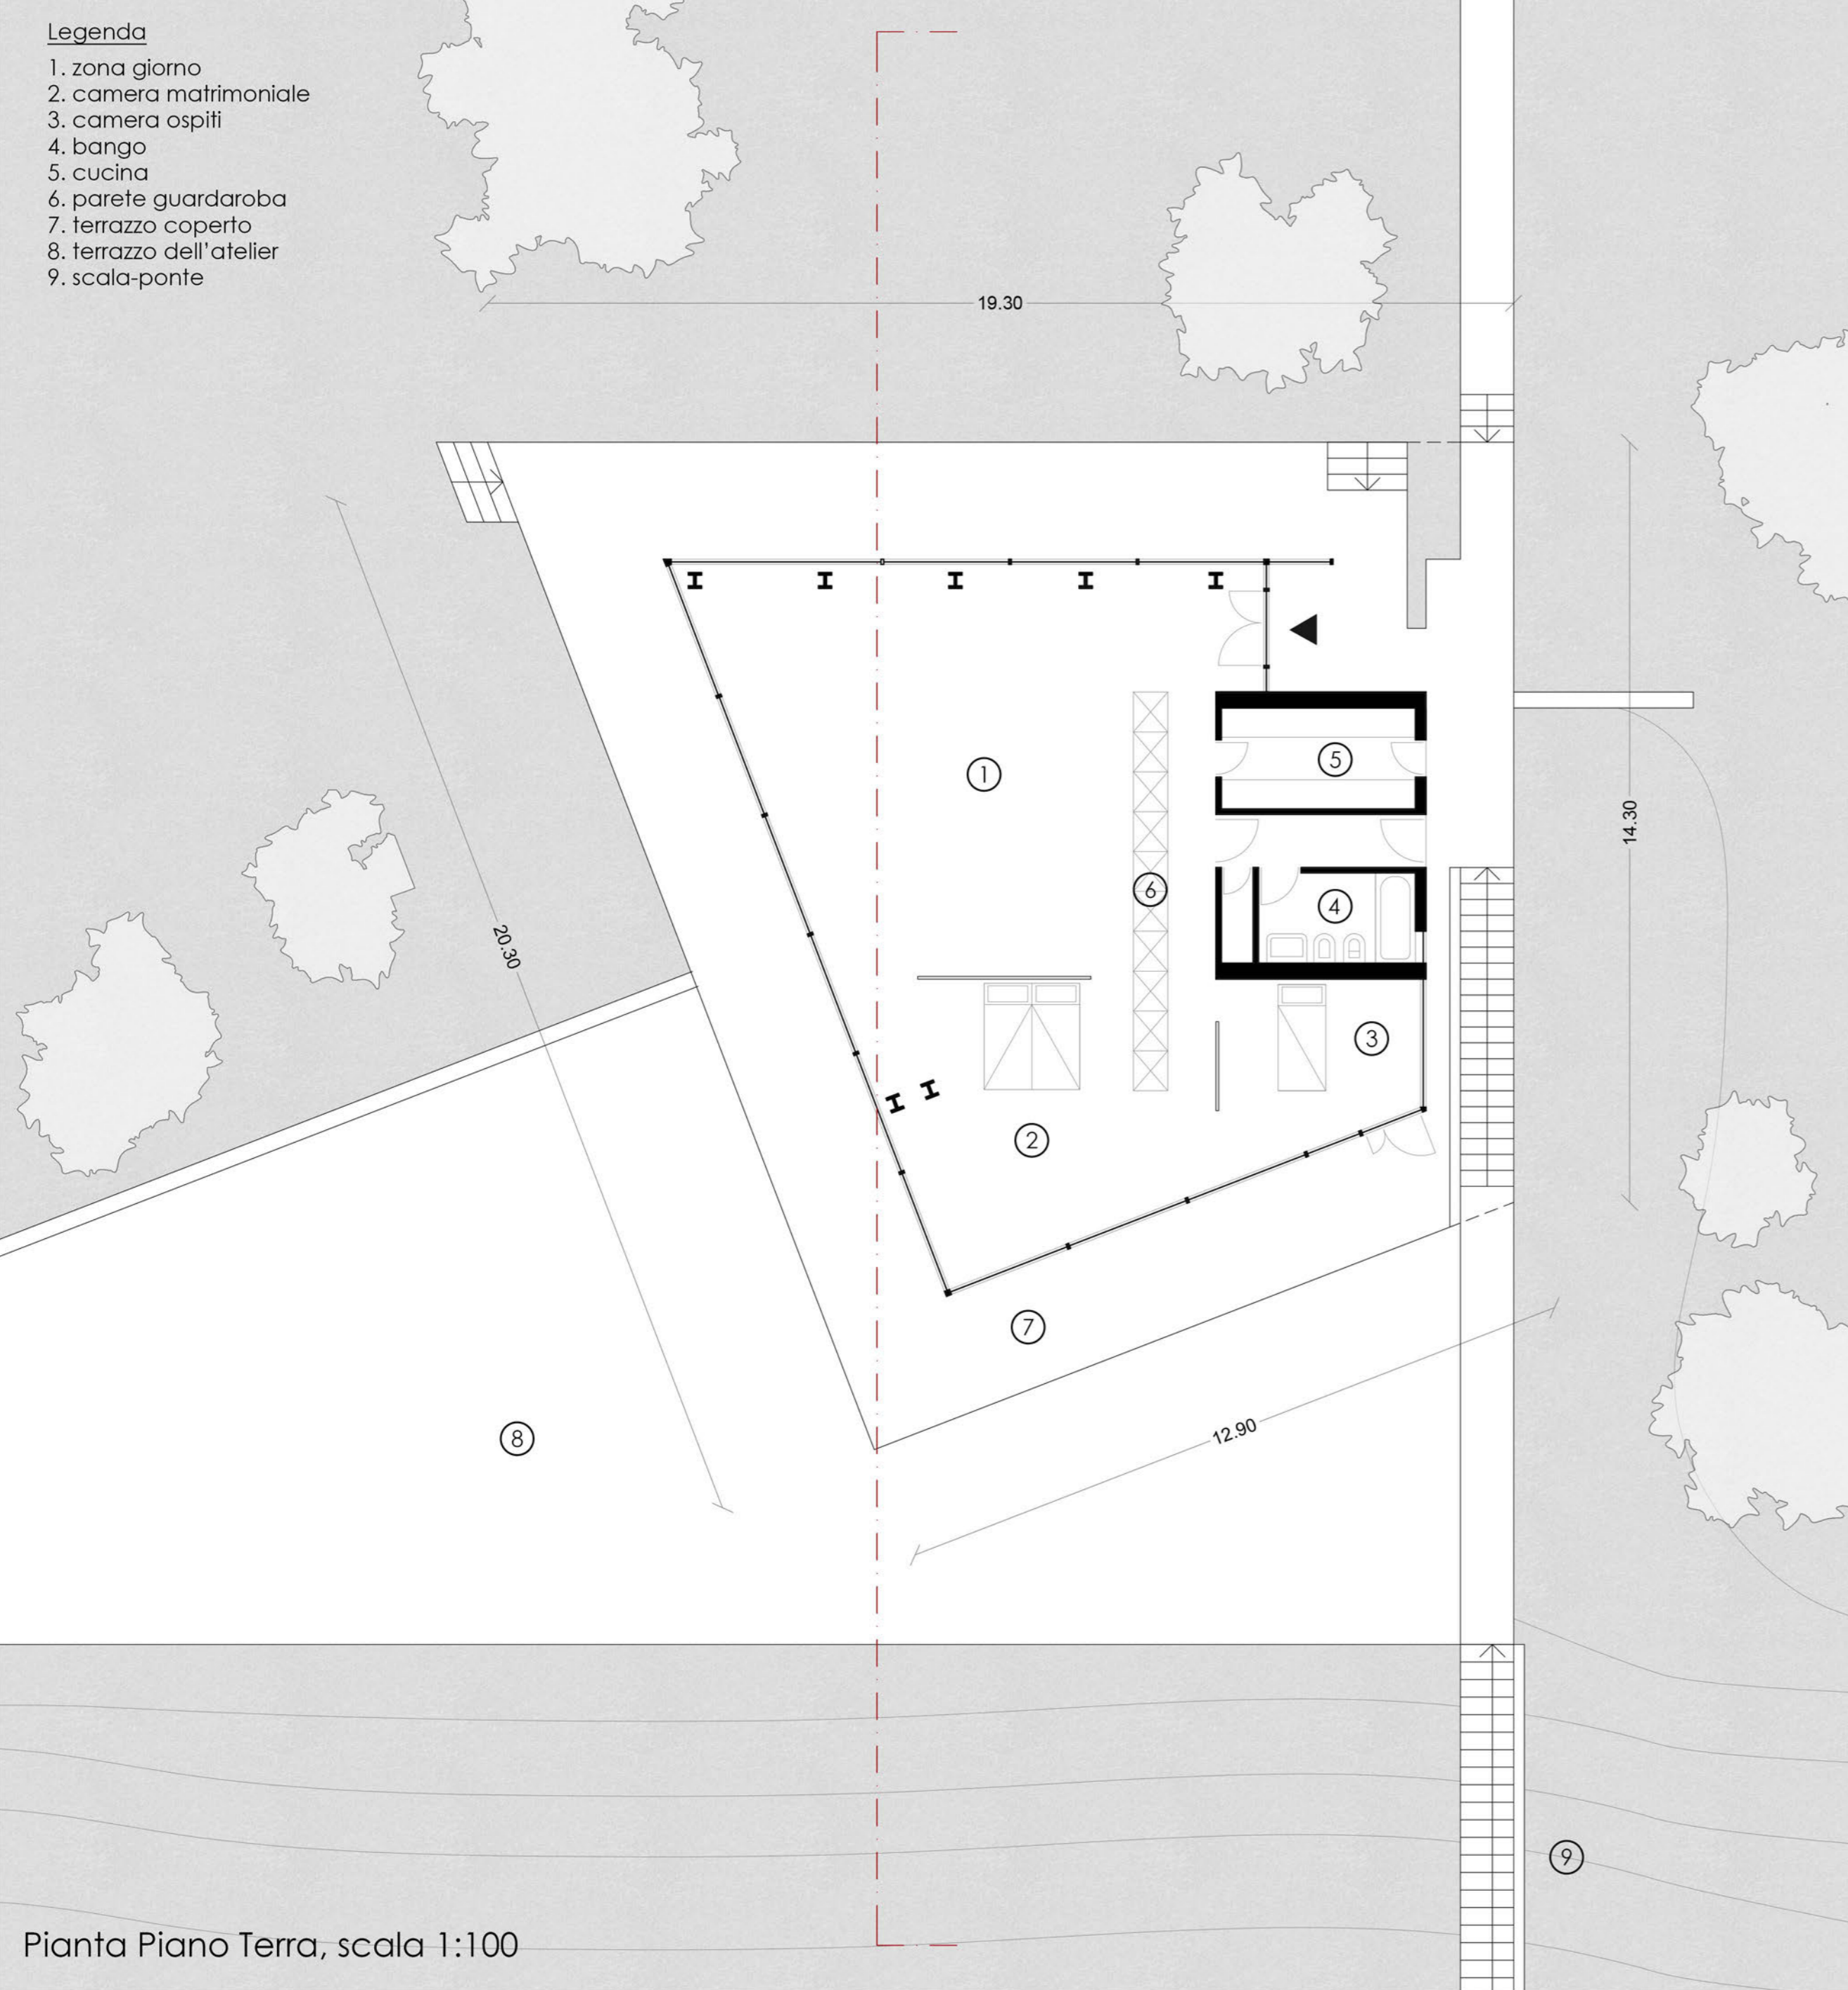 Legenda
1. zona giorno
2. camera matrimoniale
3. camera ospiti
4. bango
5. cucina
6. parete guardaroba
7. terrazzo coperto
8. terrazzo dell'atelier
9. scala-ponte
19.30
5
1
14.30
6
4
20.30
3
2
7
12.90
8
9
Pianta Piano Terra, scala 1:100